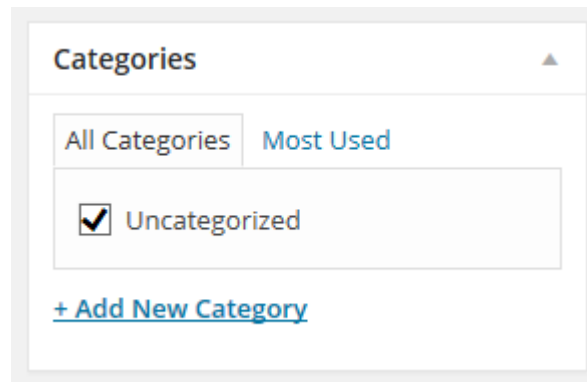 Categories
All Categories Most Used
Uncategorized
+ Add New Category